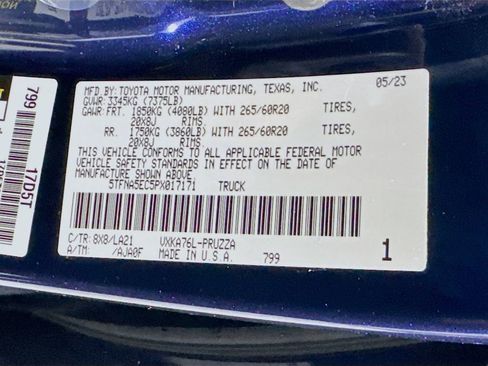 MFD.BY:TOYOTA MOTOR MANUFACTURING, TEXAS, INC. 05/23
GVWR:3345KG (7375LB)
GAWR:FRT. 1850KG (4080LB) WITH 265/60R20 TIRES,
20X8J RIMS.
RR. 1750KG (3860LB) WITH 265/60R20 TIRES,
20X8J RIMS.
THIS VEHICLE CONFORMS TO ALL APPLICABLE FEDERAL MOTOR
VEHICLE SAFETY STANDARDS IN EFFECT ON THE DATE OF
MANUFACTURE SHOWN ABOVE.
5TFNA5EC5PX017171 TRUCK
C/TR:8X8/LA21 VXKA76L-PRUZZA
TM: /AJA0F MADE IN U.S.A. 799 1
799
17D5T